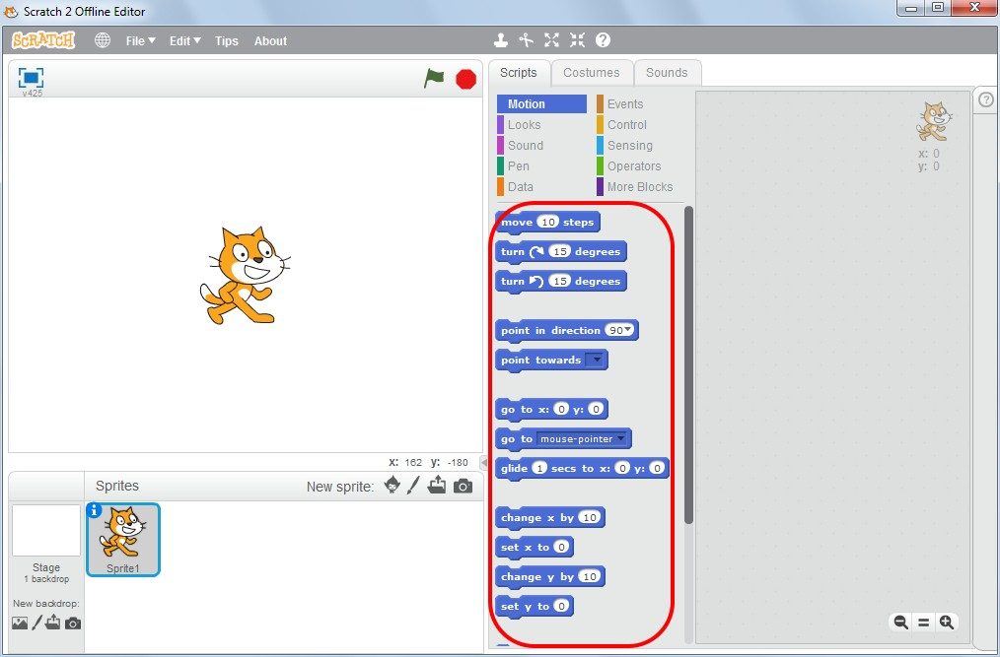 Scratch 2 Offline Editor
SCRATCH File Edit Tips About
v425
X: 162 y: -180
Sprites New sprite:
Sprite1
Stage
1 backdrop
New backdrop:
Scripts Costumes Sounds
Motion Events
Looks Control
Sound Sensing
Pen Operators
Data More Blocks
move 10 steps
turn 15 degrees
turn 15 degrees
point in direction 90
point towards
go to x: 0 y: 0
go to mouse-pointer
glide 1 secs to x: 0 y: 0
change x by 10
set x to 0
change y by 10
set y to 0
x: 0
y: 0